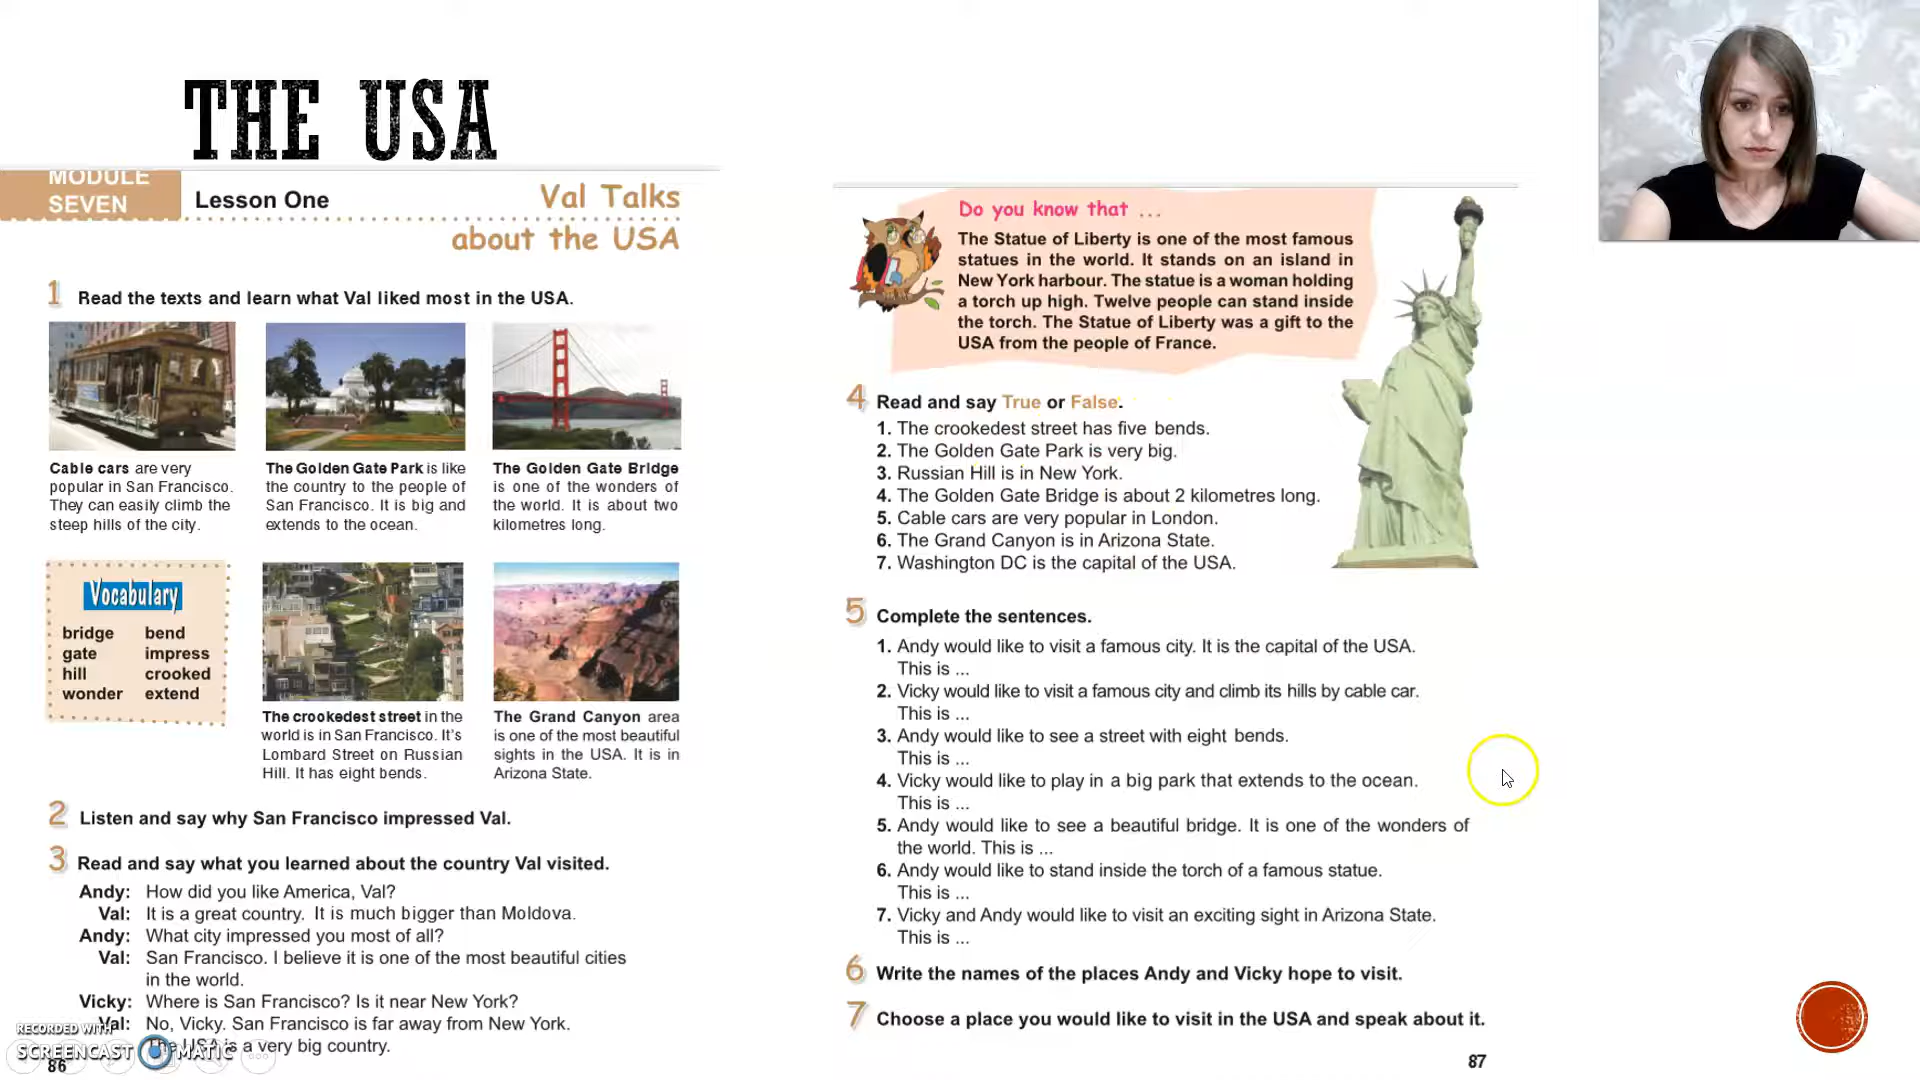 THE USA
MODULE
SEVEN
Lesson One
Val Talks
about the USA
1 Read the texts and learn what Val liked most in the USA.
Cable cars are very
popular in San Francisco.
They can easily climb the
steep hills of the city.
The Golden Gate Park is like
the country to the people of
San Francisco. It is big and
extends to the ocean.
The Golden Gate Bridge
is one of the wonders of
the world. It is about two
kilometres long.
Vocabulary
bridge bend
gate impress
hill crooked
wonder extend
The crookedest street in the
world is in San Francisco. It's
Lombard Street on Russian
Hill. It has eight bends.
The Grand Canyon area
is one of the most beautiful
sights in the USA. It is in
Arizona State.
2 Listen and say why San Francisco impressed Val.
3 Read and say what you learned about the country Val visited.
Andy: How did you like America, Val?
Val: It is a great country. It is much bigger than Moldova.
Andy: What city impressed you most of all?
Val: San Francisco. I believe it is one of the most beautiful cities
in the world.
Vicky: Where is San Francisco? Is it near New York?
Val: No, Vicky. San Francisco is far away from New York.
The USA is a very big country.
RECORDED WITH
SCREENCAST MATIC
86
Do you know that ...
The Statue of Liberty is one of the most famous
statues in the world. It stands on an island in
New York harbour. The statue is a woman holding
a torch up high. Twelve people can stand inside
the torch. The Statue of Liberty was a gift to the
USA from the people of France.
4 Read and say True or False.
1. The crookedest street has five bends.
2. The Golden Gate Park is very big.
3. Russian Hill is in New York.
4. The Golden Gate Bridge is about 2 kilometres long.
5. Cable cars are very popular in London.
6. The Grand Canyon is in Arizona State.
7. Washington DC is the capital of the USA.
5 Complete the sentences.
1. Andy would like to visit a famous city. It is the capital of the USA.
This is ...
2. Vicky would like to visit a famous city and climb its hills by cable car.
This is ...
3. Andy would like to see a street with eight bends.
This is ...
4. Vicky would like to play in a big park that extends to the ocean.
This is ...
5. Andy would like to see a beautiful bridge. It is one of the wonders of
the world. This is ...
6. Andy would like to stand inside the torch of a famous statue.
This is ...
7. Vicky and Andy would like to visit an exciting sight in Arizona State.
This is ...
6 Write the names of the places Andy and Vicky hope to visit.
7 Choose a place you would like to visit in the USA and speak about it.
87